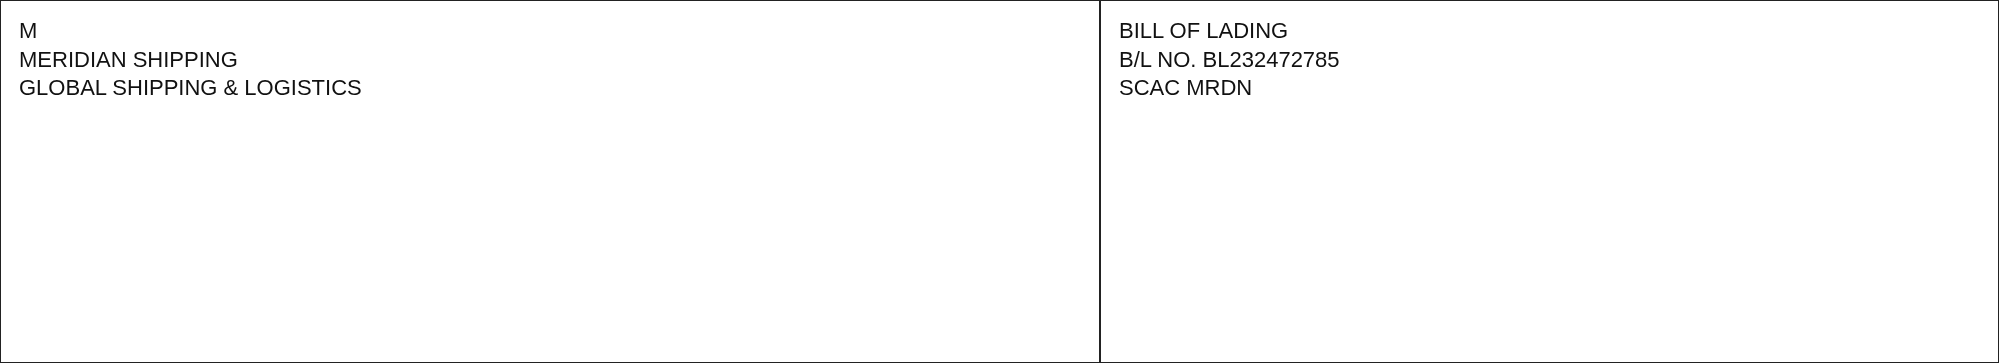 M
MERIDIAN SHIPPING
GLOBAL SHIPPING & LOGISTICS
BILL OF LADING
B/L NO. BL232472785
SCAC MRDN